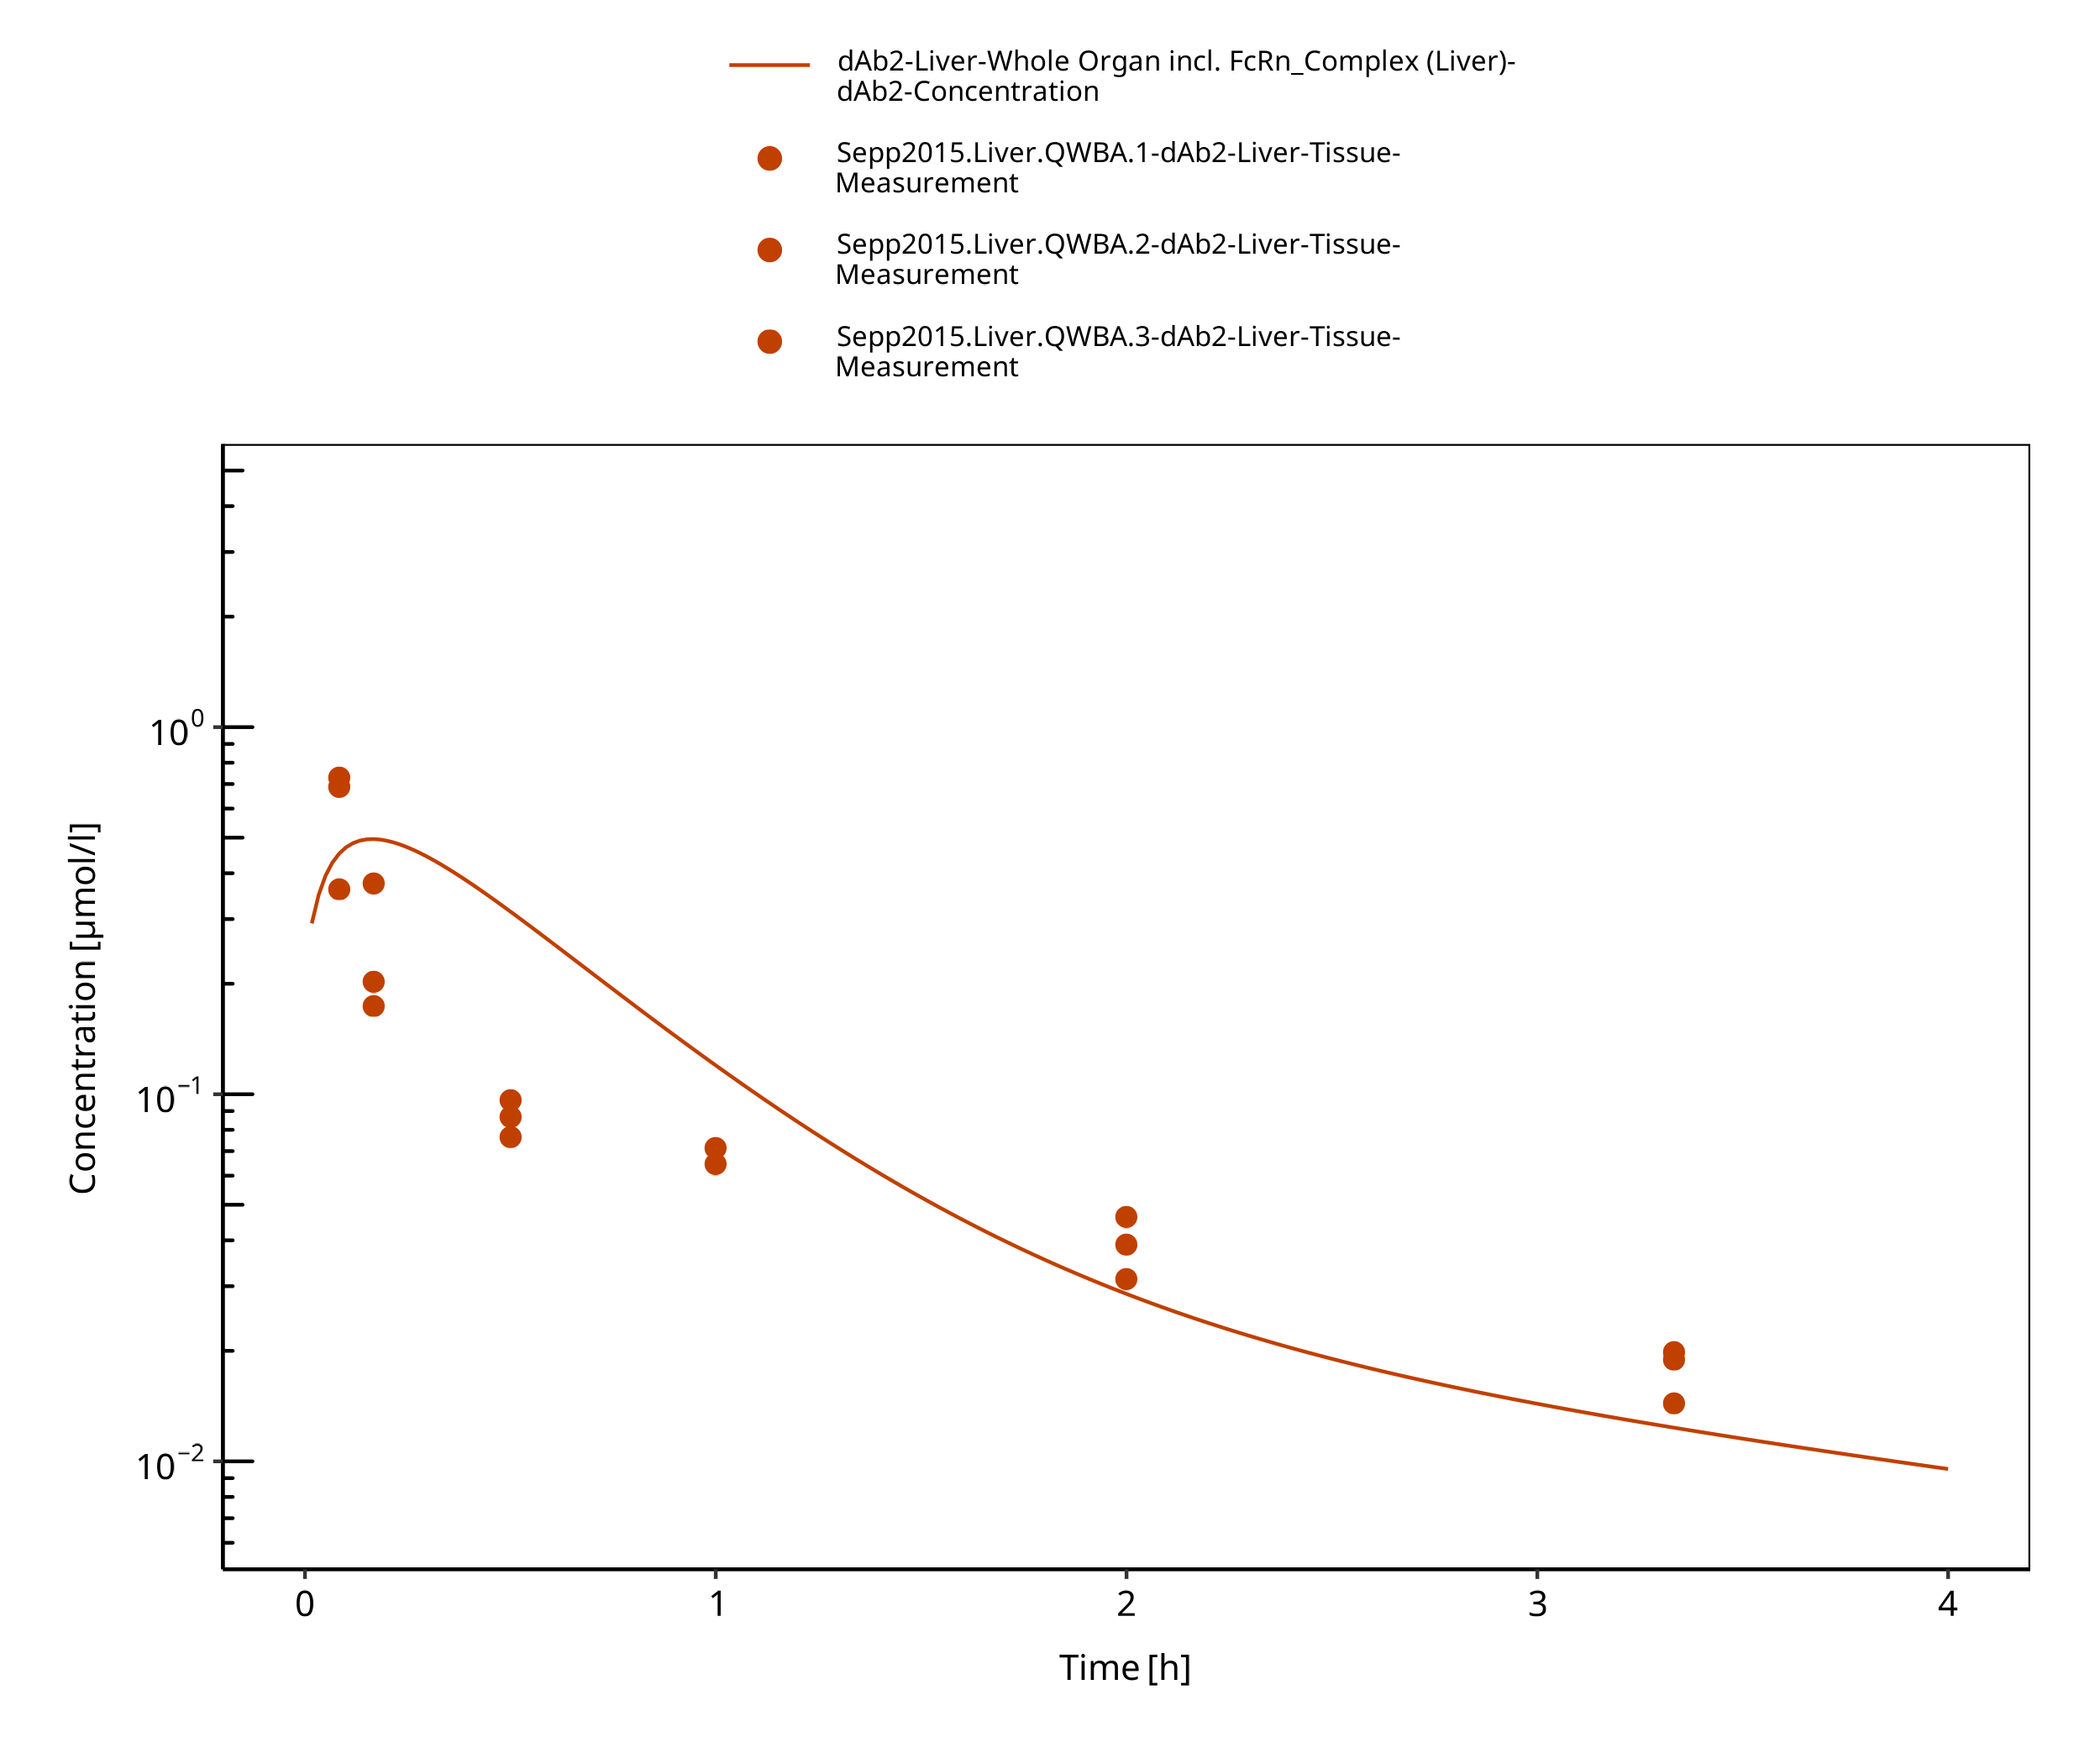 dAb2-Liver-Whole Organ incl. FcRn_Complex (Liver)-
dAb2-Concentration
Sepp2015.Liver.QWBA.1-dAb2-Liver-Tissue-
Measurement
Sepp2015.Liver.QWBA.2-dAb2-Liver-Tissue-
Measurement
Sepp2015.Liver.QWBA.3-dAb2-Liver-Tissue-
Measurement
Concentration [µmol/l]
10⁰
10⁻¹
10⁻²
0 1 2 3 4
Time [h]